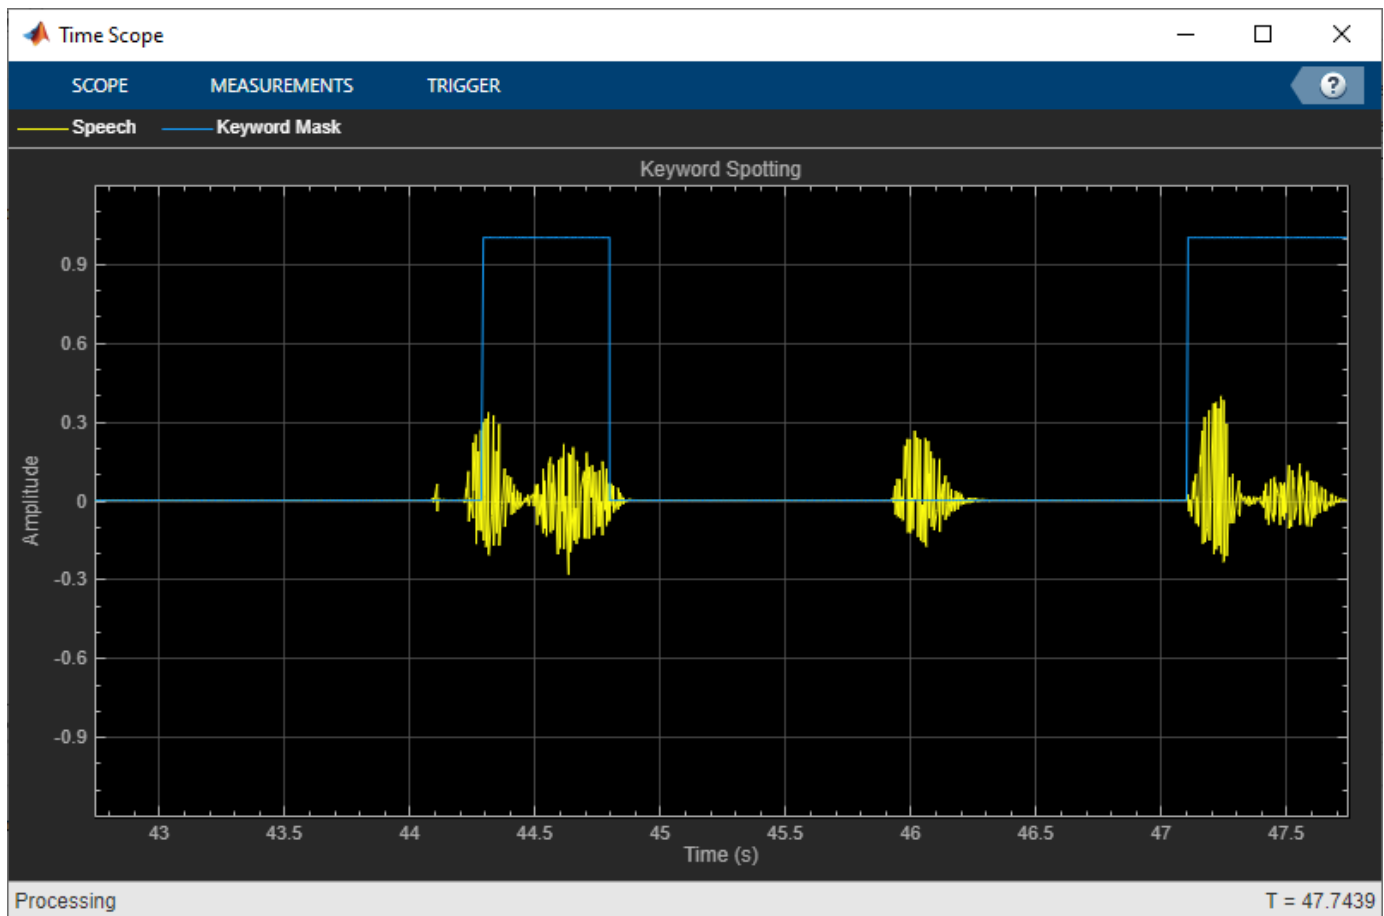 Time Scope
SCOPE MEASUREMENTS TRIGGER ?
Speech Keyword Mask
Keyword Spotting
0.9
0.6
0.3
0
-0.3
-0.6
-0.9
Amplitude
43 43.5 44 44.5 45 45.5 46 46.5 47 47.5
Time (s)
Processing T = 47.7439